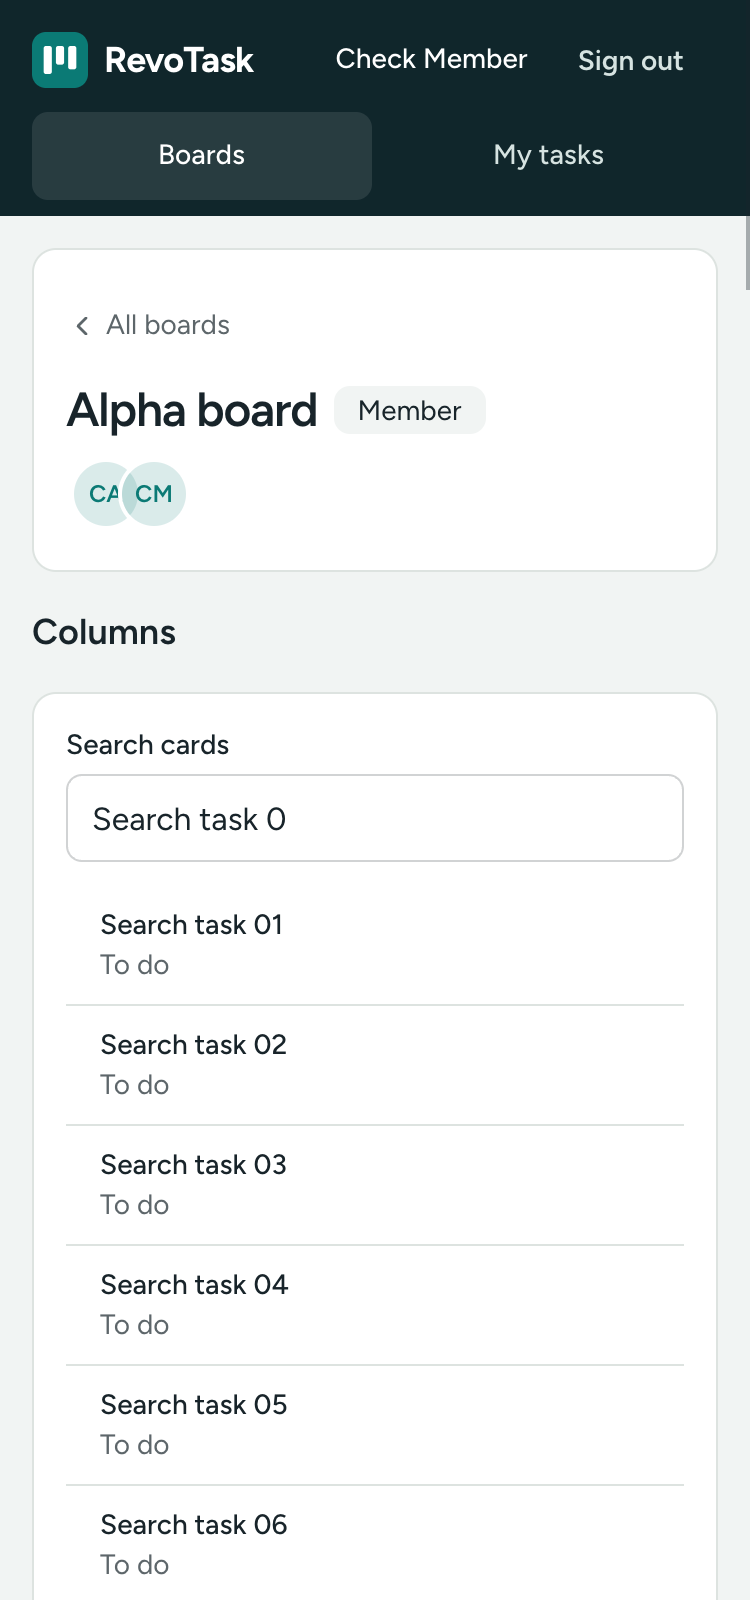 RevoTask
Check Member
Sign out
Boards
My tasks
All boards
Alpha board
Member
CA
CM
Columns
Search cards
Search task 0
Search task 01
To do
Search task 02
To do
Search task 03
To do
Search task 04
To do
Search task 05
To do
Search task 06
To do